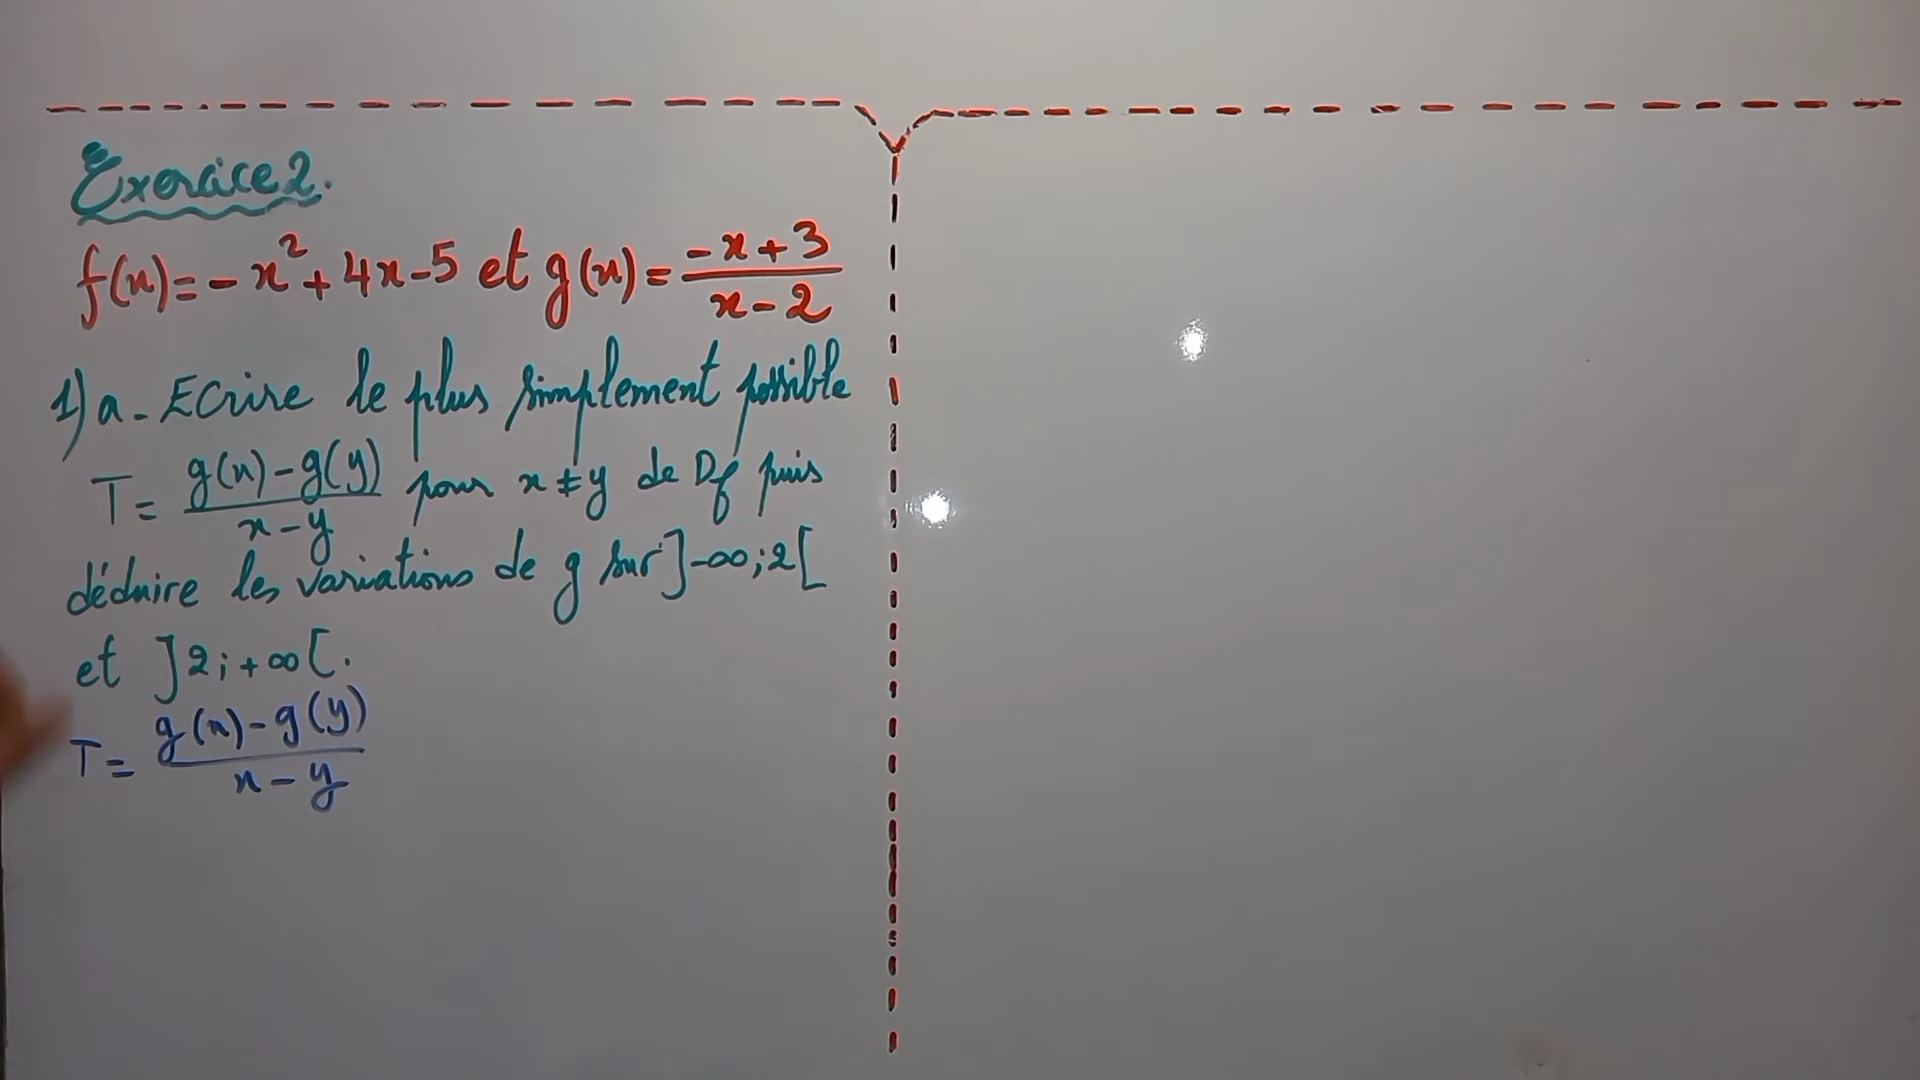 Exercice 2.
f(x) = -x² + 4x - 5 et g(x) = (-x + 3)/(x - 2)
1) a - Ecrire le plus simplement possible
T = (g(x) - g(y))/(x - y) pour x ≠ y de Df puis
déduire les variations de g sur ]-∞ ; 2[
et ]2 ; +∞[.
T = (g(x) - g(y))/(x - y)